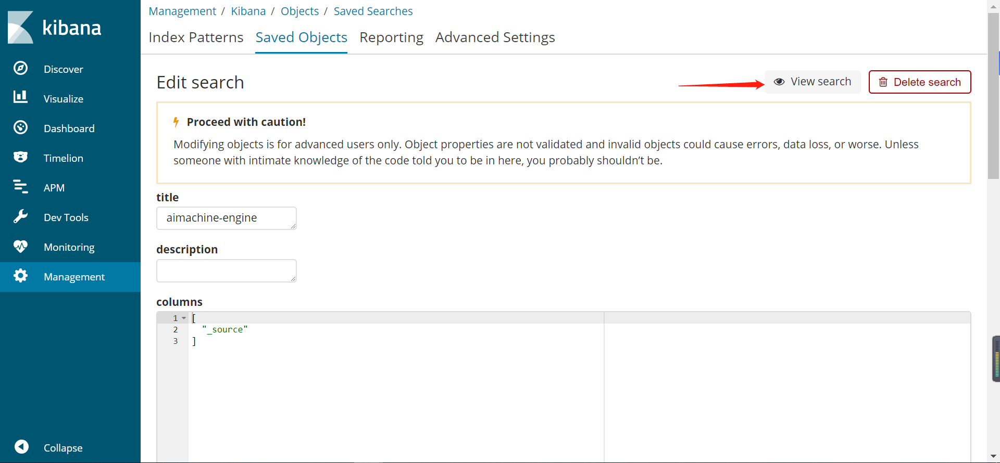 kibana
Discover
Visualize
Dashboard
Timelion
APM
Dev Tools
Monitoring
Management
Collapse
Management / Kibana / Objects / Saved Searches
Index Patterns Saved Objects Reporting Advanced Settings
Edit search
View search
Delete search
Proceed with caution!
Modifying objects is for advanced users only. Object properties are not validated and invalid objects could cause errors, data loss, or worse. Unless
someone with intimate knowledge of the code told you to be in here, you probably shouldn’t be.
title
aimachine-engine
description
columns
1 [
2 "_source"
3 ]